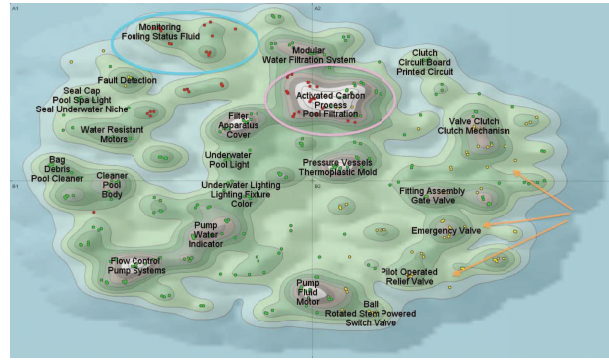 A1
A2
Monitoring
Fouling Status Fluid
Modular
Water Filtration System
Clutch
Circuit Board
Printed Circuit
Fault Detection
Seal Cap
Pool Spa Light
Seal Underwater Niche
Activated Carbon
Process
Pool Filtration
Filter
Apparatus
Cover
Valve Clutch
Clutch Mechanism
Water Resistant
Motors
Underwater
Pool Light
Pressure Vessels
Thermoplastic Mold
Bag
Debris
Pool Cleaner
Cleaner
Pool
Body
B1
B2
Underwater Lighting
Lighting Fixture
Color
Fitting Assembly
Gate Valve
Pump
Water
Indicator
Emergency Valve
Flow Control
Pump Systems
Pilot Operated
Relief Valve
Pump
Fluid
Motor
Ball
Rotated Stem Powered
Switch Valve